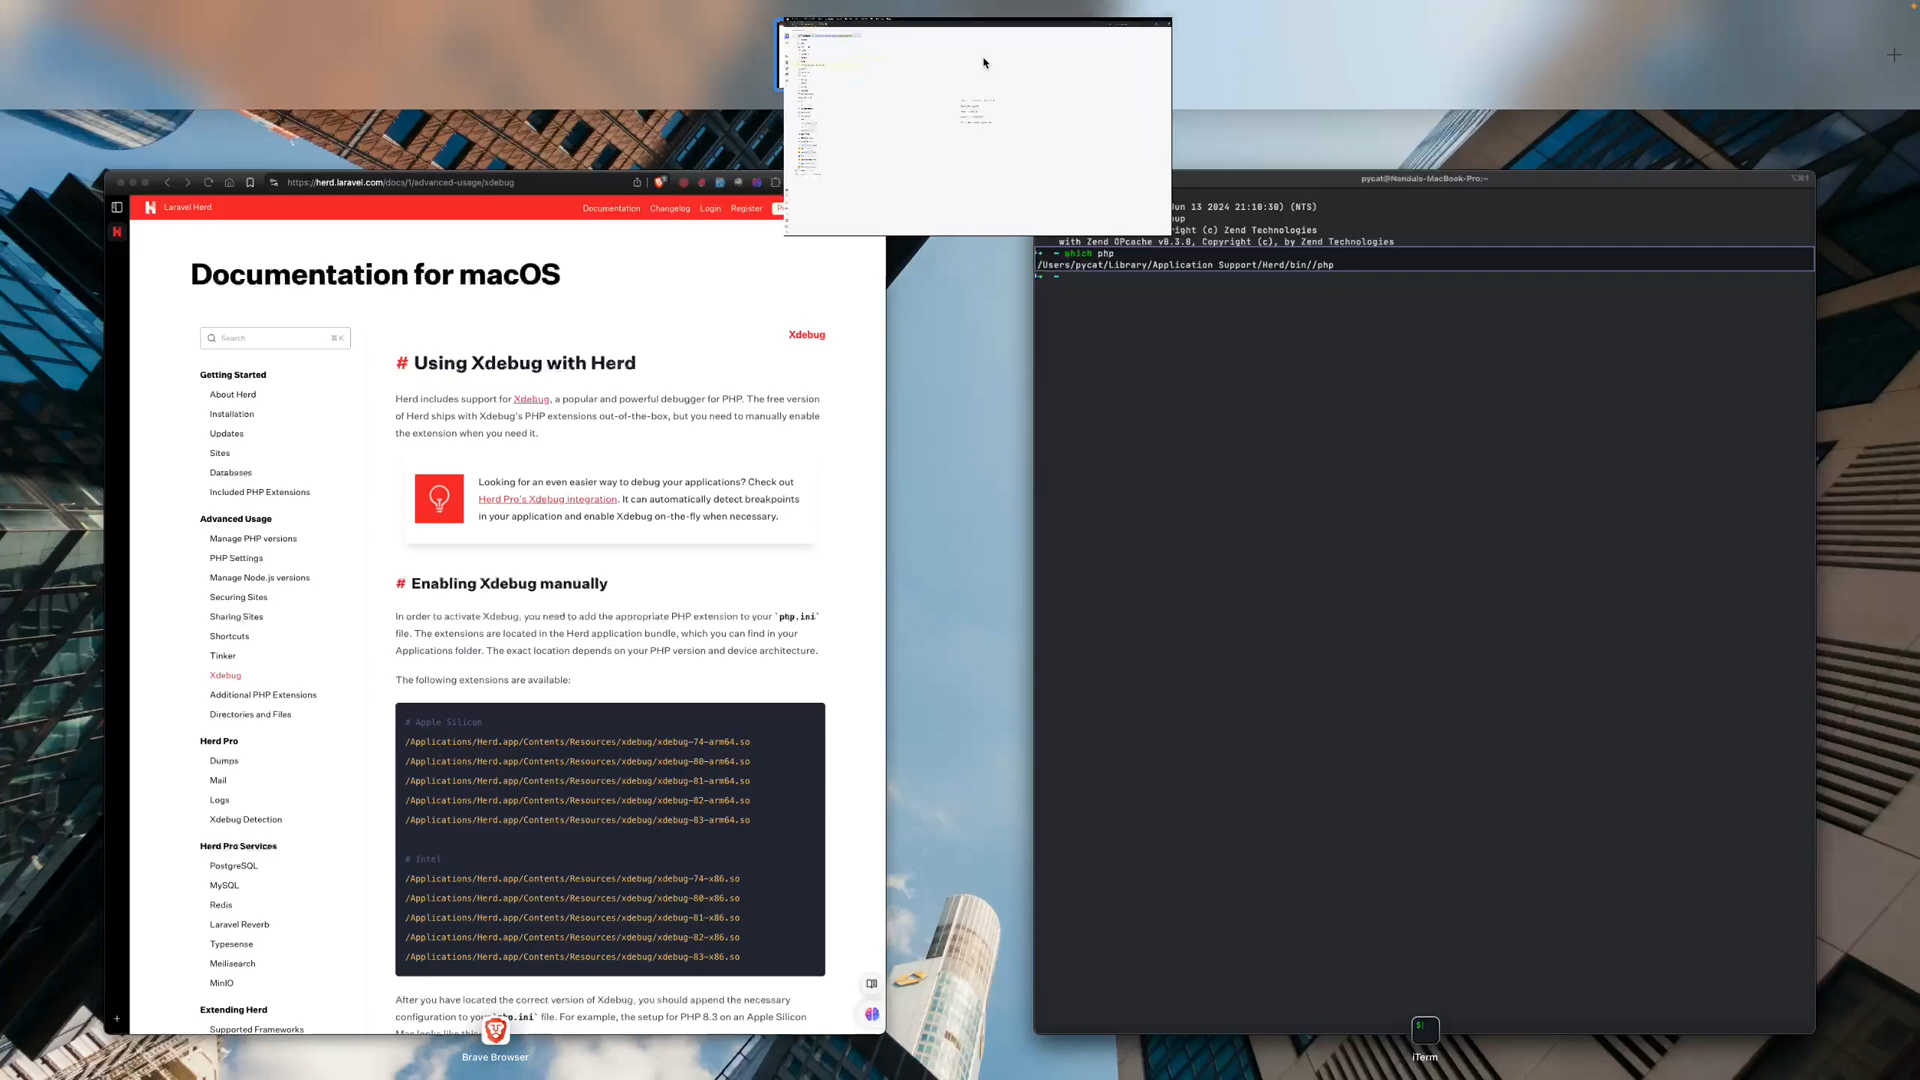 https://herd.laravel.com/docs/1/advanced-usage/xdebug
Laravel Herd
Documentation
Changelog
Login
Register
Documentation for macOS
Search
⌘ K
Getting Started
About Herd
Installation
Updates
Sites
Databases
Included PHP Extensions
Advanced Usage
Manage PHP versions
PHP Settings
Manage Node.js versions
Securing Sites
Sharing Sites
Shortcuts
Tinker
Xdebug
Additional PHP Extensions
Directories and Files
Herd Pro
Dumps
Mail
Logs
Xdebug Detection
Herd Pro Services
PostgreSQL
MySQL
Redis
Laravel Reverb
Typesense
Meilisearch
MinIO
Extending Herd
Supported Frameworks
Xdebug
# Using Xdebug with Herd
Herd includes support for Xdebug, a popular and powerful debugger for PHP. The free version
of Herd ships with Xdebug's PHP extensions out-of-the-box, but you need to manually enable
the extension when you need it.
Looking for an even easier way to debug your applications? Check out
Herd Pro's Xdebug integration. It can automatically detect breakpoints
in your application and enable Xdebug on-the-fly when necessary.
# Enabling Xdebug manually
In order to activate Xdebug, you need to add the appropriate PHP extension to your `php.ini`
file. The extensions are located in the Herd application bundle, which you can find in your
Applications folder. The exact location depends on your PHP version and device architecture.
The following extensions are available:
# Apple Silicon
/Applications/Herd.app/Contents/Resources/xdebug/xdebug-74-arm64.so
/Applications/Herd.app/Contents/Resources/xdebug/xdebug-80-arm64.so
/Applications/Herd.app/Contents/Resources/xdebug/xdebug-81-arm64.so
/Applications/Herd.app/Contents/Resources/xdebug/xdebug-82-arm64.so
/Applications/Herd.app/Contents/Resources/xdebug/xdebug-83-arm64.so
# Intel
/Applications/Herd.app/Contents/Resources/xdebug/xdebug-74-x86.so
/Applications/Herd.app/Contents/Resources/xdebug/xdebug-80-x86.so
/Applications/Herd.app/Contents/Resources/xdebug/xdebug-81-x86.so
/Applications/Herd.app/Contents/Resources/xdebug/xdebug-82-x86.so
/Applications/Herd.app/Contents/Resources/xdebug/xdebug-83-x86.so
After you have located the correct version of Xdebug, you should append the necessary
configuration to your `php.ini` file. For example, the setup for PHP 8.3 on an Apple Silicon
Mac looks like this
Brave Browser
pycat@Nanduls-MacBook-Pro:~
⌥⌘1
Jun 13 2024 21:10:30) (NTS)
oup
ight (c) Zend Technologies
with Zend OPcache v8.3.8, Copyright (c), by Zend Technologies
~ which php
/Users/pycat/Library/Application Support/Herd/bin//php
~
iTerm